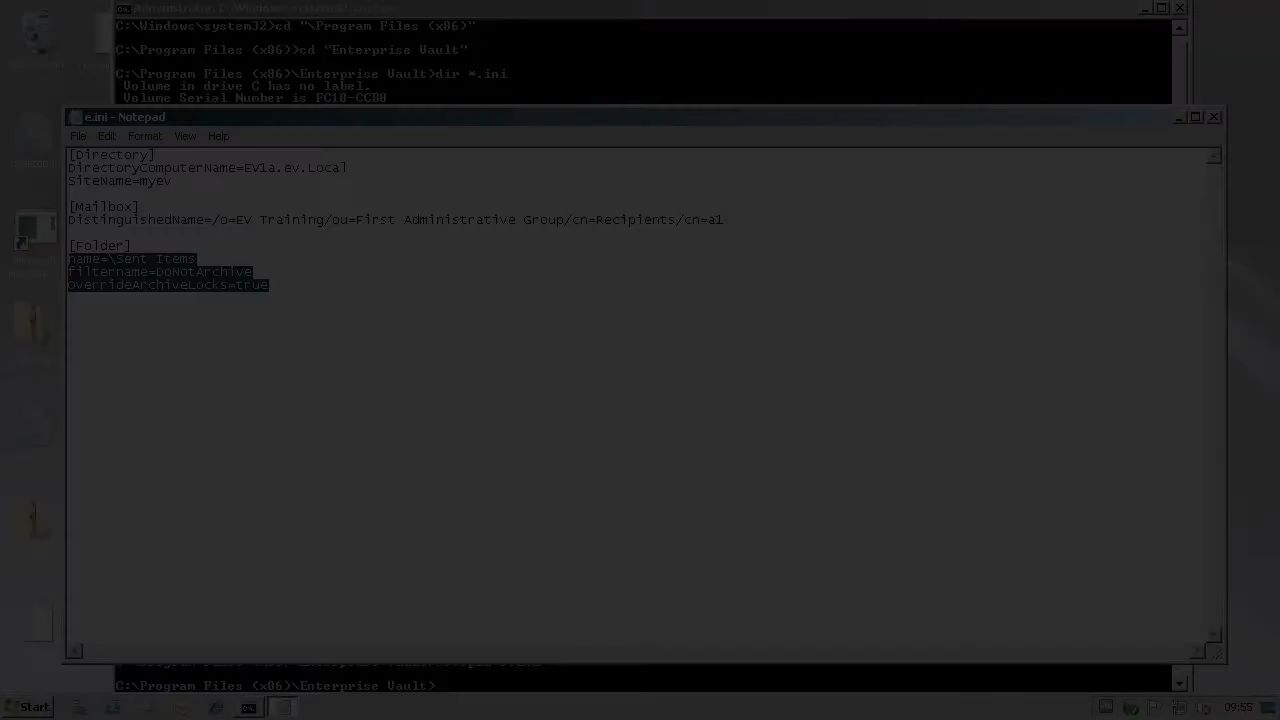 C:\Windows\system32>cd "\Program Files (x86)"
C:\Program Files (x86)>cd "Enterprise Vault"
C:\Program Files (x86)\Enterprise Vault>dir *.ini
Volume in drive C has no label.
Volume Serial Number is FC10-CCB8
e.ini - Notepad
File Edit Format View Help
[Directory]
DirectoryComputerName=EV1a.ev.Local
SiteName=myev
[Mailbox]
DistinguishedName=/o=EV Training/ou=First Administrative Group/cn=Recipients/cn=a1
[Folder]
name=\Sent Items
filtername=DoNotArchive
OverrideArchiveLocks=true
C:\Program Files (x86)\Enterprise Vault>
Start
09:55